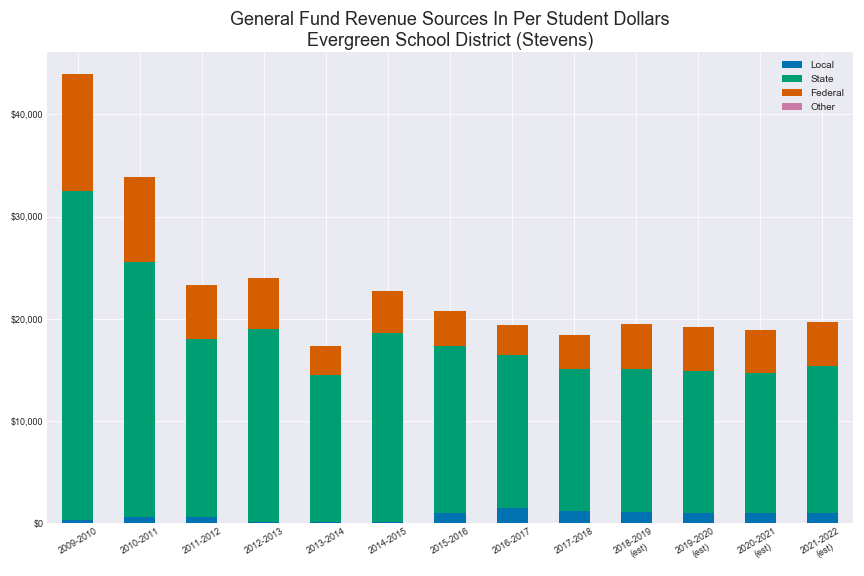 General Fund Revenue Sources In Per Student Dollars
Evergreen School District (Stevens)
Local
State
Federal
Other
$40,000
$30,000
$20,000
$10,000
$0
2009-2010
2010-2011
2011-2012
2012-2013
2013-2014
2014-2015
2015-2016
2016-2017
2017-2018
2018-2019
(est)
2019-2020
(est)
2020-2021
(est)
2021-2022
(est)